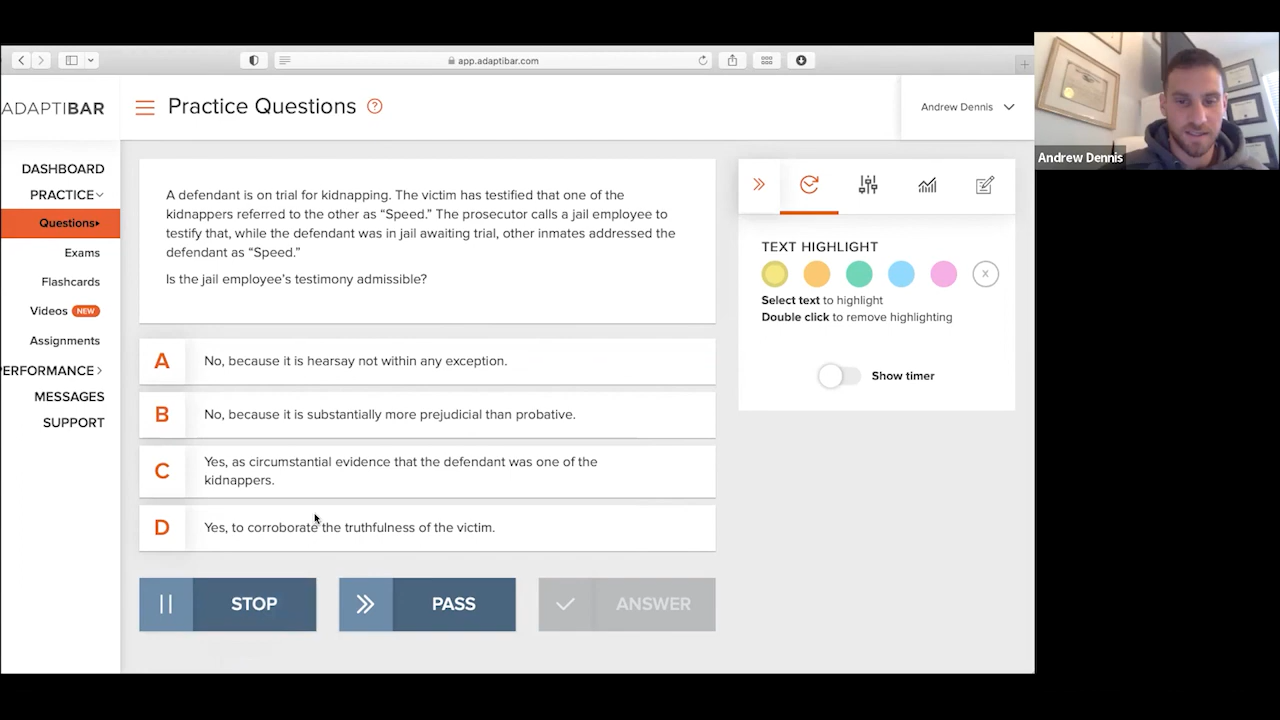 app.adaptibar.com
ADAPTIBAR
Practice Questions ?
Andrew Dennis
Andrew Dennis
DASHBOARD
PRACTICE
Questions
Exams
Flashcards
Videos NEW
Assignments
PERFORMANCE
MESSAGES
SUPPORT
A defendant is on trial for kidnapping. The victim has testified that one of the
kidnappers referred to the other as “Speed.” The prosecutor calls a jail employee to
testify that, while the defendant was in jail awaiting trial, other inmates addressed the
defendant as “Speed.”
Is the jail employee’s testimony admissible?
A No, because it is hearsay not within any exception.
B No, because it is substantially more prejudicial than probative.
C Yes, as circumstantial evidence that the defendant was one of the
kidnappers.
D Yes, to corroborate the truthfulness of the victim.
STOP
PASS
ANSWER
TEXT HIGHLIGHT
X
Select text to highlight
Double click to remove highlighting
Show timer